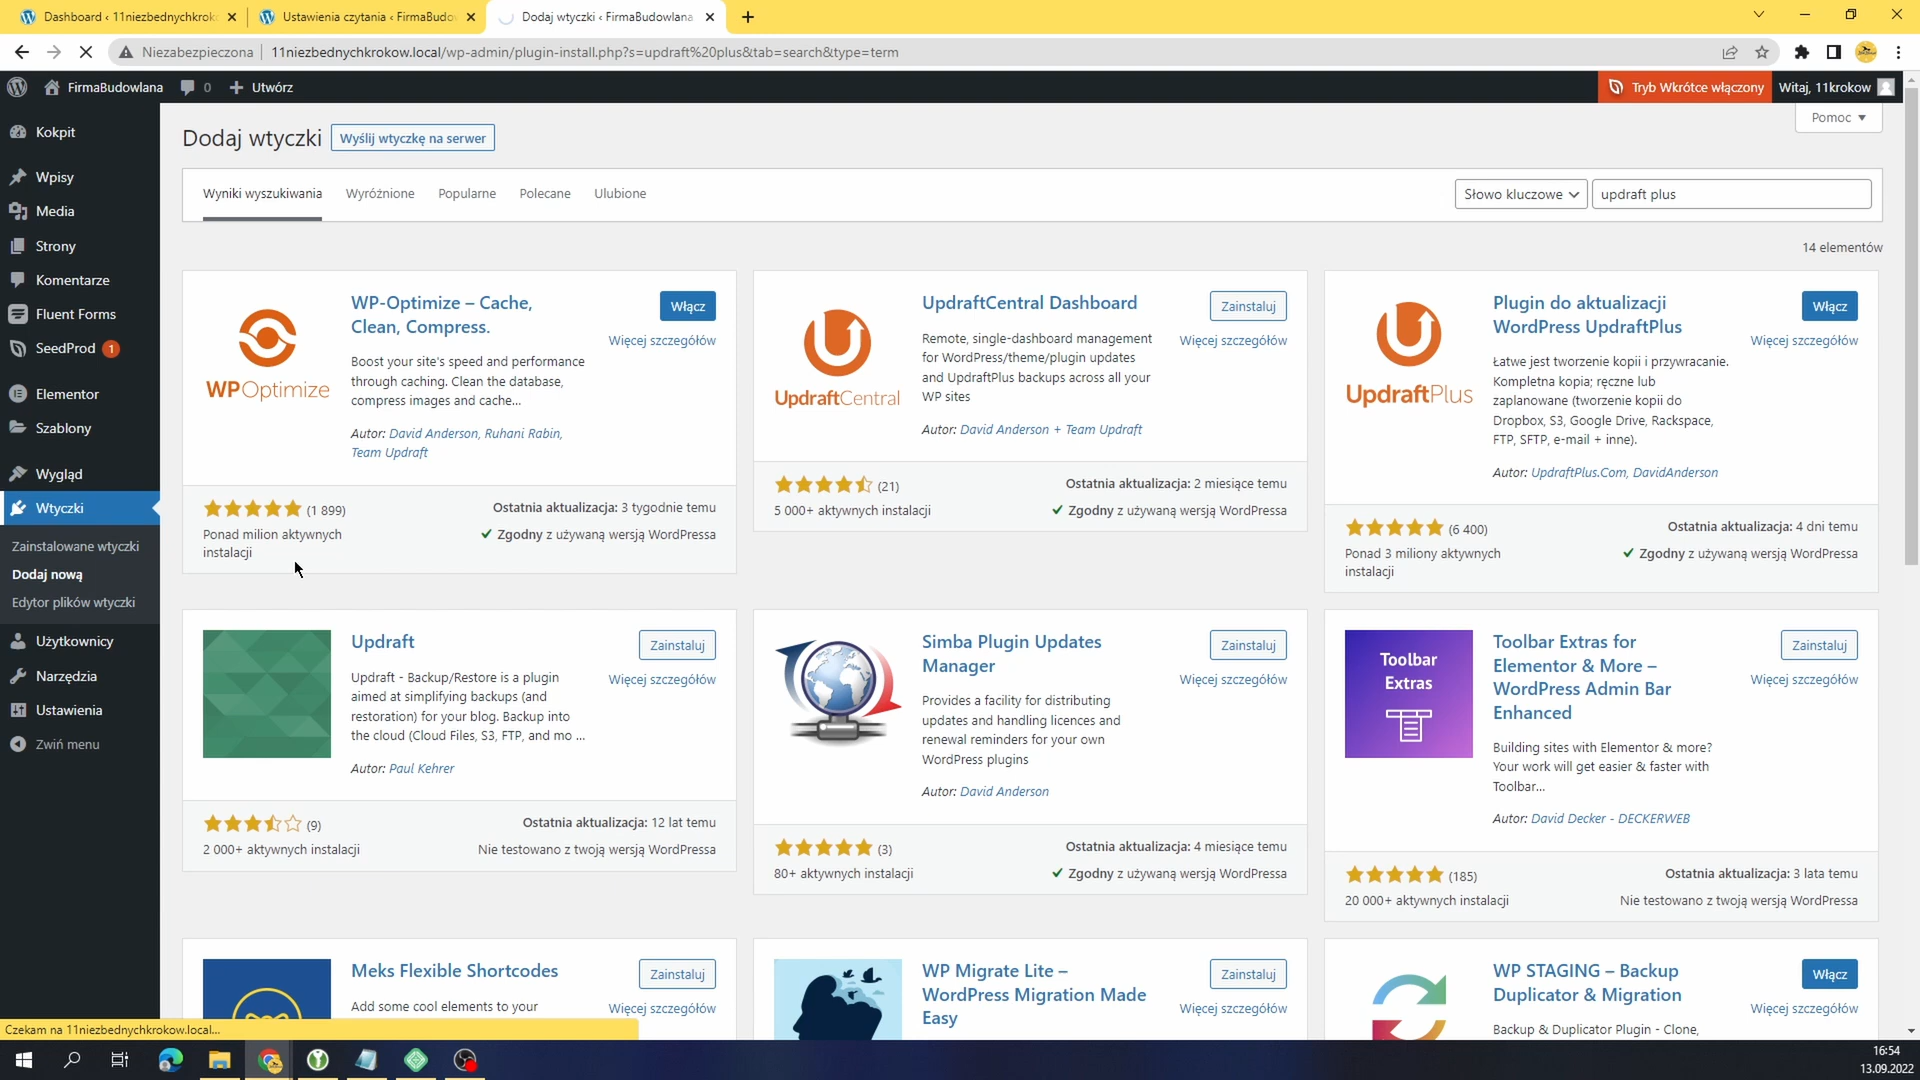 Dashboard ‹ 11niezbednychkrok
Ustawienia czytania ‹ FirmaBudow
Dodaj wtyczki ‹ FirmaBudowlana
Niezabezpieczona
11niezbednychkrokow.local/wp-admin/plugin-install.php?s=updraft%20plus&tab=search&type=term
FirmaBudowlana
0
Utwórz
Tryb Wkrótce włączony
Witaj, 11krokow
Kokpit
Wpisy
Media
Strony
Komentarze
Fluent Forms
SeedProd 1
Elementor
Szablony
Wygląd
Wtyczki
Zainstalowane wtyczki
Dodaj nową
Edytor plików wtyczki
Użytkownicy
Narzędzia
Ustawienia
Zwiń menu
Pomoc
Dodaj wtyczki
Wyślij wtyczkę na serwer
Wyniki wyszukiwania
Wyróżnione
Popularne
Polecane
Ulubione
Słowo kluczowe
updraft plus
14 elementów
WPOptimize
WP-Optimize – Cache,
Clean, Compress.
Włącz
Więcej szczegółów
Boost your site's speed and performance
through caching. Clean the database,
compress images and cache...
Autor: David Anderson, Ruhani Rabin,
Team Updraft
(1 899)
Ponad milion aktywnych
instalacji
Ostatnia aktualizacja: 3 tygodnie temu
Zgodny z używaną wersją WordPressa
UpdraftCentral
UpdraftCentral Dashboard
Zainstaluj
Więcej szczegółów
Remote, single-dashboard management
for WordPress/theme/plugin updates
and UpdraftPlus backups across all your
WP sites
Autor: David Anderson + Team Updraft
(21)
5 000+ aktywnych instalacji
Ostatnia aktualizacja: 2 miesiące temu
Zgodny z używaną wersją WordPressa
UpdraftPlus
Plugin do aktualizacji
WordPress UpdraftPlus
Włącz
Więcej szczegółów
Łatwe jest tworzenie kopii i przywracanie.
Kompletna kopia; ręczne lub
zaplanowane (tworzenie kopii do
Dropbox, S3, Google Drive, Rackspace,
FTP, SFTP, e-mail + inne).
Autor: UpdraftPlus.Com, DavidAnderson
(6 400)
Ponad 3 miliony aktywnych
instalacji
Ostatnia aktualizacja: 4 dni temu
Zgodny z używaną wersją WordPressa
Updraft
Zainstaluj
Więcej szczegółów
Updraft - Backup/Restore is a plugin
aimed at simplifying backups (and
restoration) for your blog. Backup into
the cloud (Cloud Files, S3, FTP, and mo ...
Autor: Paul Kehrer
(9)
2 000+ aktywnych instalacji
Ostatnia aktualizacja: 12 lat temu
Nie testowano z twoją wersją WordPressa
Simba Plugin Updates
Manager
Zainstaluj
Więcej szczegółów
Provides a facility for distributing
updates and handling licences and
renewal reminders for your own
WordPress plugins
Autor: David Anderson
(3)
80+ aktywnych instalacji
Ostatnia aktualizacja: 4 miesiące temu
Zgodny z używaną wersją WordPressa
Toolbar
Extras
Toolbar Extras for
Elementor & More –
WordPress Admin Bar
Enhanced
Zainstaluj
Więcej szczegółów
Building sites with Elementor & more?
Your work will get easier & faster with
Toolbar...
Autor: David Decker - DECKERWEB
(185)
20 000+ aktywnych instalacji
Ostatnia aktualizacja: 3 lata temu
Nie testowano z twoją wersją WordPressa
Meks Flexible Shortcodes
Zainstaluj
Więcej szczegółów
Add some cool elements to your
WP Migrate Lite –
WordPress Migration Made
Easy
Zainstaluj
Więcej szczegółów
WP STAGING – Backup
Duplicator & Migration
Włącz
Więcej szczegółów
Backup & Duplicator Plugin - Clone,
Czekam na 11niezbednychkrokow.local...
16:54
13.09.2022